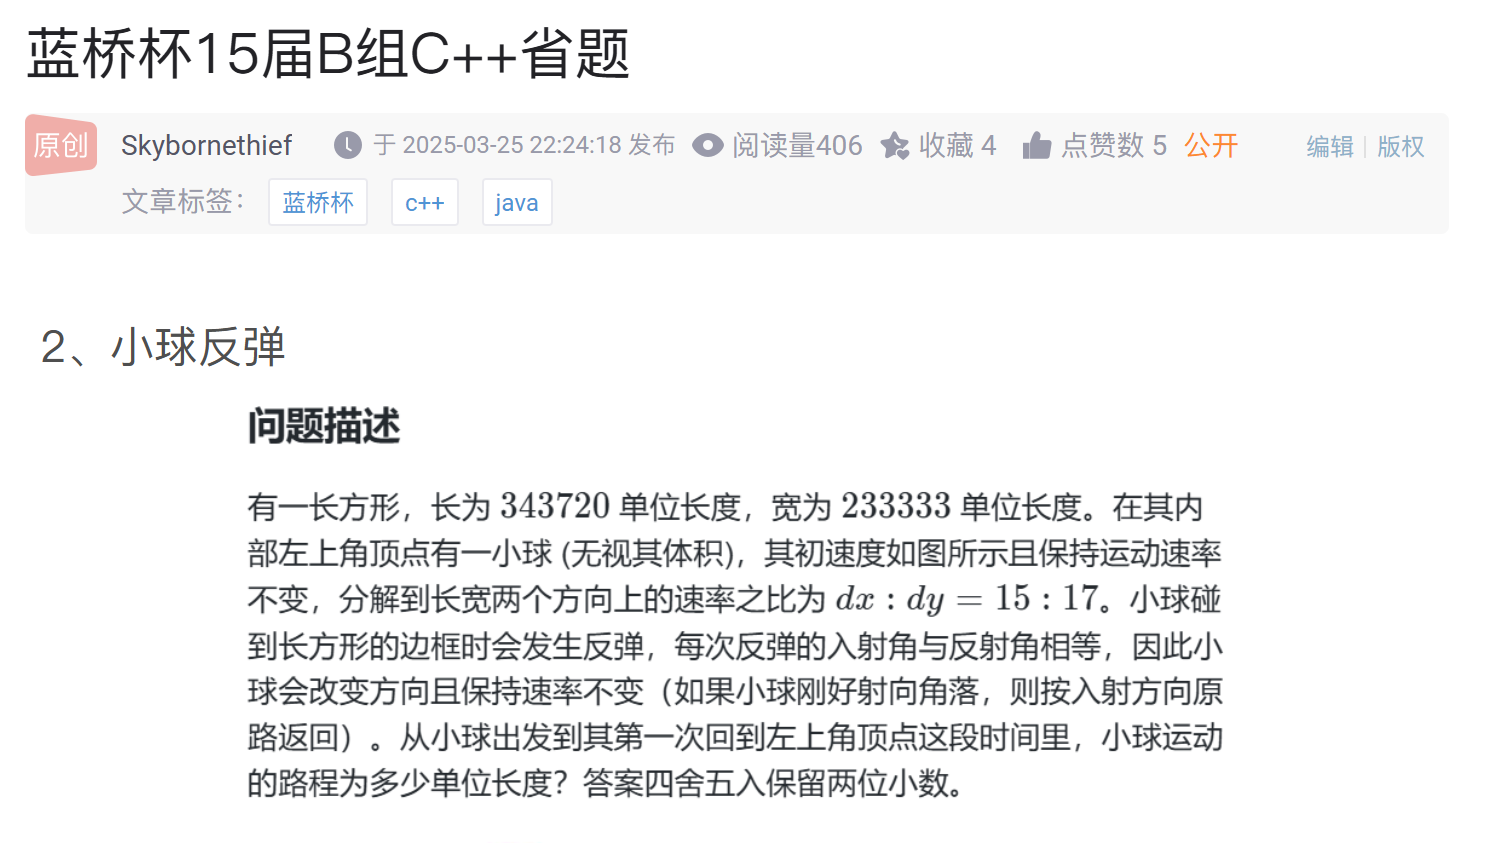 蓝桥杯15届B组C++省题
原创 Skybornethief 于 2025-03-25 22:24:18 发布 阅读量406 收藏 4 点赞数 5 公开 编辑 版权
文章标签： 蓝桥杯 c++ java
2、小球反弹
问题描述
有一长方形，长为 343720 单位长度，宽为 233333 单位长度。在其内
部左上角顶点有一小球 (无视其体积)，其初速度如图所示且保持运动速率
不变，分解到长宽两个方向上的速率之比为 dx : dy = 15 : 17。小球碰
到长方形的边框时会发生反弹，每次反弹的入射角与反射角相等，因此小
球会改变方向且保持速率不变（如果小球刚好射向角落，则按入射方向原
路返回）。从小球出发到其第一次回到左上角顶点这段时间里，小球运动
的路程为多少单位长度？答案四舍五入保留两位小数。